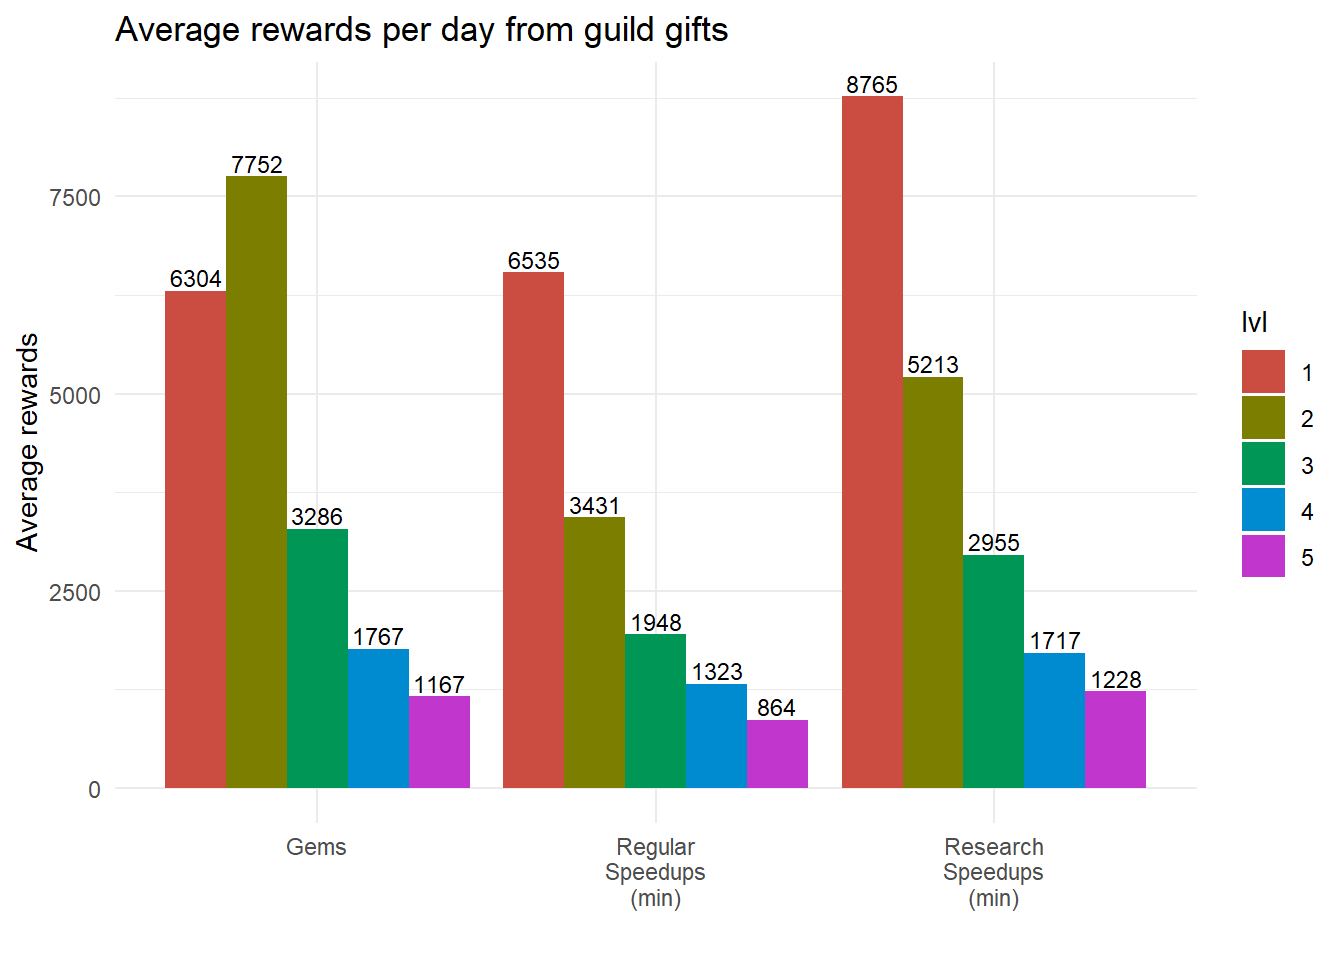 Average rewards per day from guild gifts
Average rewards
7500
5000
2500
0
6304
7752
3286
1767
1167
6535
3431
1948
1323
864
8765
5213
2955
1717
1228
Gems
Regular
Speedups
(min)
Research
Speedups
(min)
lvl
1
2
3
4
5